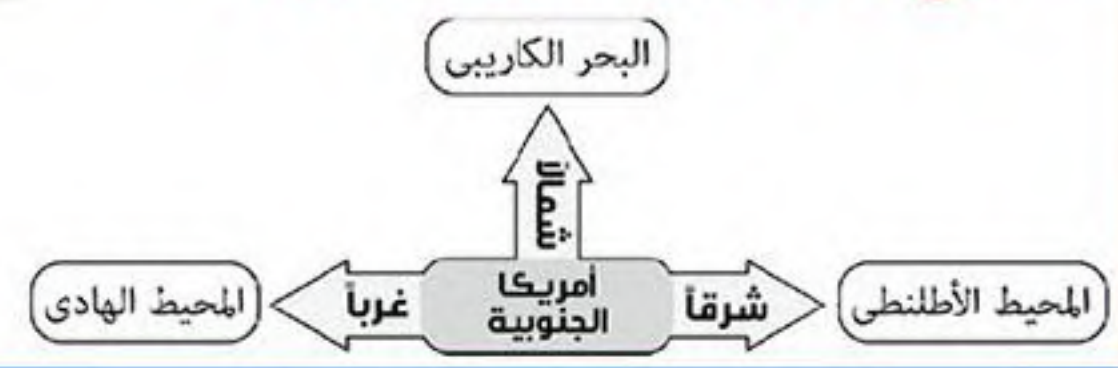 البحر الكاريبى
شمالاً
أمريكا
الجنوبية
شرقاً
المحيط الأطلنطى
غرباً
المحيط الهادى